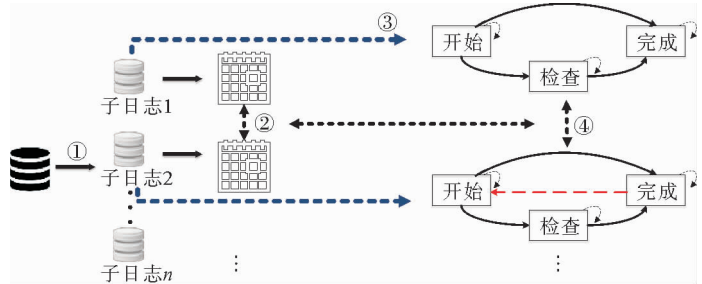 ③
开始
完成
检查
子日志1
②
④
①
子日志2
开始
完成
检查
子日志n
⋮
⋮